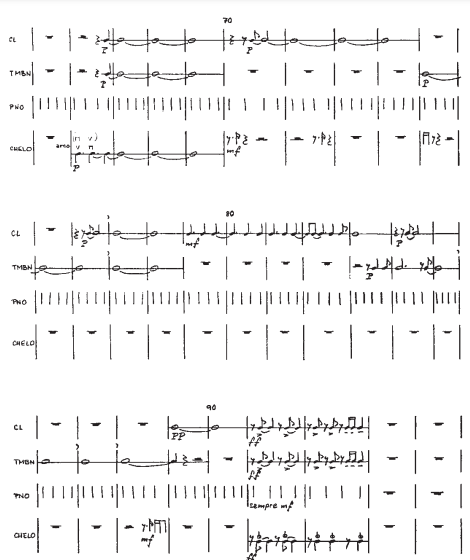 70
CL
P
P
TMBN
P
P
PNO
CHELO
arco
(n v)
v n
P
mf
80
CL
P
mf
P
TMBN
P
PNO
CHELO
90
CL
PP
ff
TMBN
ff
PNO
sempre mf
CHELO
mf
ff